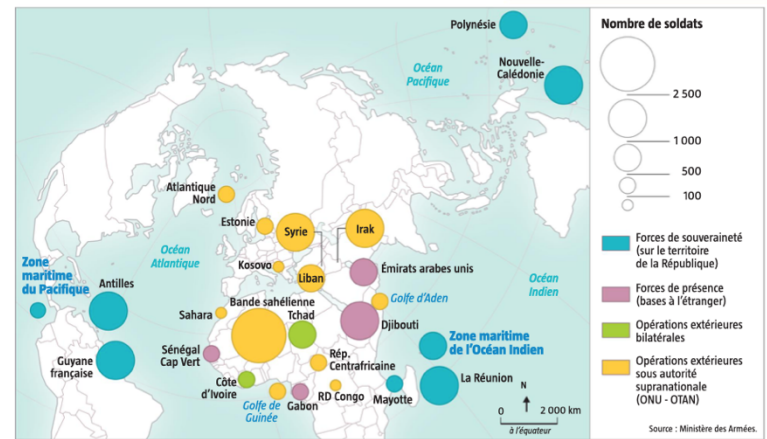 Polynésie
Océan
Pacifique
Nouvelle-
Calédonie
Atlantique
Nord
Estonie
Syrie
Irak
Océan
Atlantique
Kosovo
Liban
Émirats arabes unis
Zone
maritime
du Pacifique
Antilles
Océan
Indien
Golfe d'Aden
Bande sahélienne
Tchad
Sahara
Djibouti
Zone maritime
de l'Océan Indien
Sénégal
Cap Vert
Rép.
Centrafricaine
Guyane
française
Côte
d'Ivoire
Golfe de
Guinée
Gabon
RD Congo
Mayotte
La Réunion
N
0 2 000 km
à l'équateur
Nombre de soldats
2 500
1 000
500
100
Forces de souveraineté
(sur le territoire
de la République)
Forces de présence
(bases à l'étranger)
Opérations extérieures
bilatérales
Opérations extérieures
sous autorité
supranationale
(ONU - OTAN)
Source : Ministère des Armées.